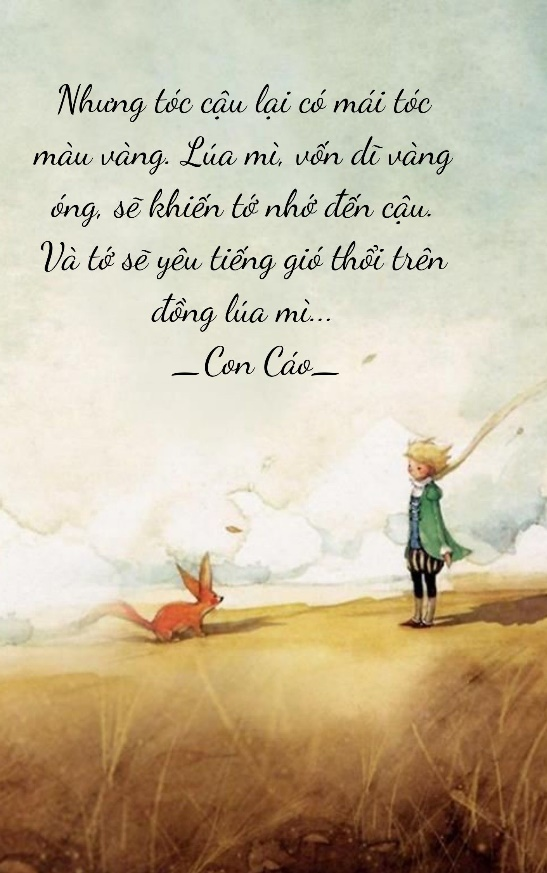 Nhưng tóc cậu lại có mái tóc
màu vàng. Lúa mì, vốn dĩ vàng
óng, sẽ khiến tớ nhớ đến cậu.
Và tớ sẽ yêu tiếng gió thổi trên
đồng lúa mì...
_Con Cáo_